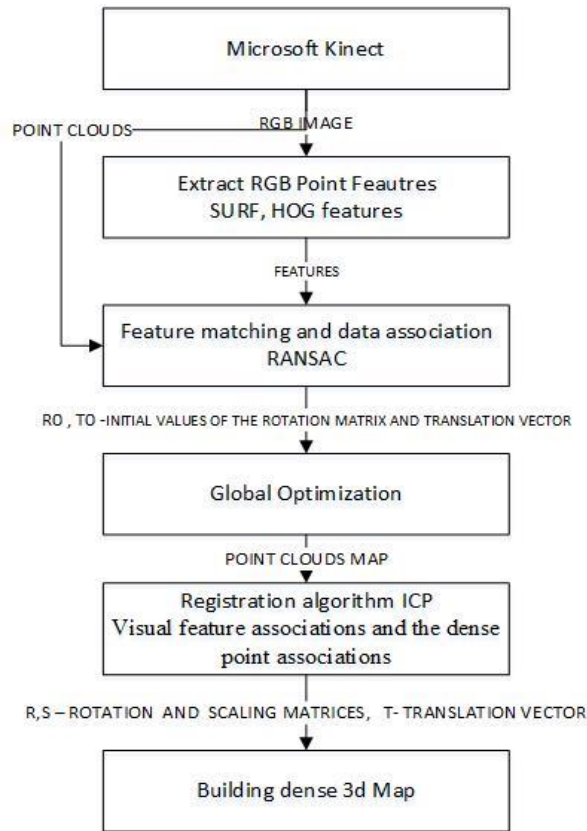 Microsoft Kinect
POINT CLOUDS
RGB IMAGE
Extract RGB Point Feautres
SURF, HOG features
FEATURES
Feature matching and data association
RANSAC
R0 , T0 -INITIAL VALUES OF THE ROTATION MATRIX AND TRANSLATION VECTOR
Global Optimization
POINT CLOUDS MAP
Registration algorithm ICP
Visual feature associations and the dense
point associations
R,S – ROTATION AND SCALING MATRICES, T- TRANSLATION VECTOR
Building dense 3d Map